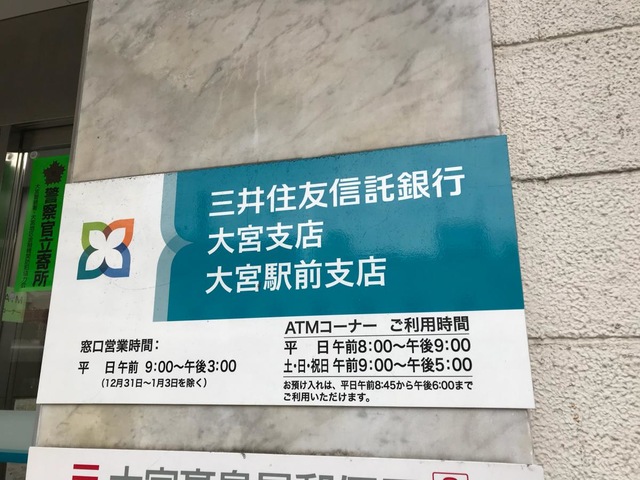 三井住友信託銀行
大宮支店
大宮駅前支店
窓口営業時間：
平　日 午前 9:00〜午後3:00
（12月31日〜1月3日を除く）
ATMコーナー　ご利用時間
平　　日 午前8:00〜午後9:00
土・日・祝日 午前9:00〜午後5:00
お預け入れは、平日午前8:45から午後6:00まで
ご利用いただけます。
警察官立寄所